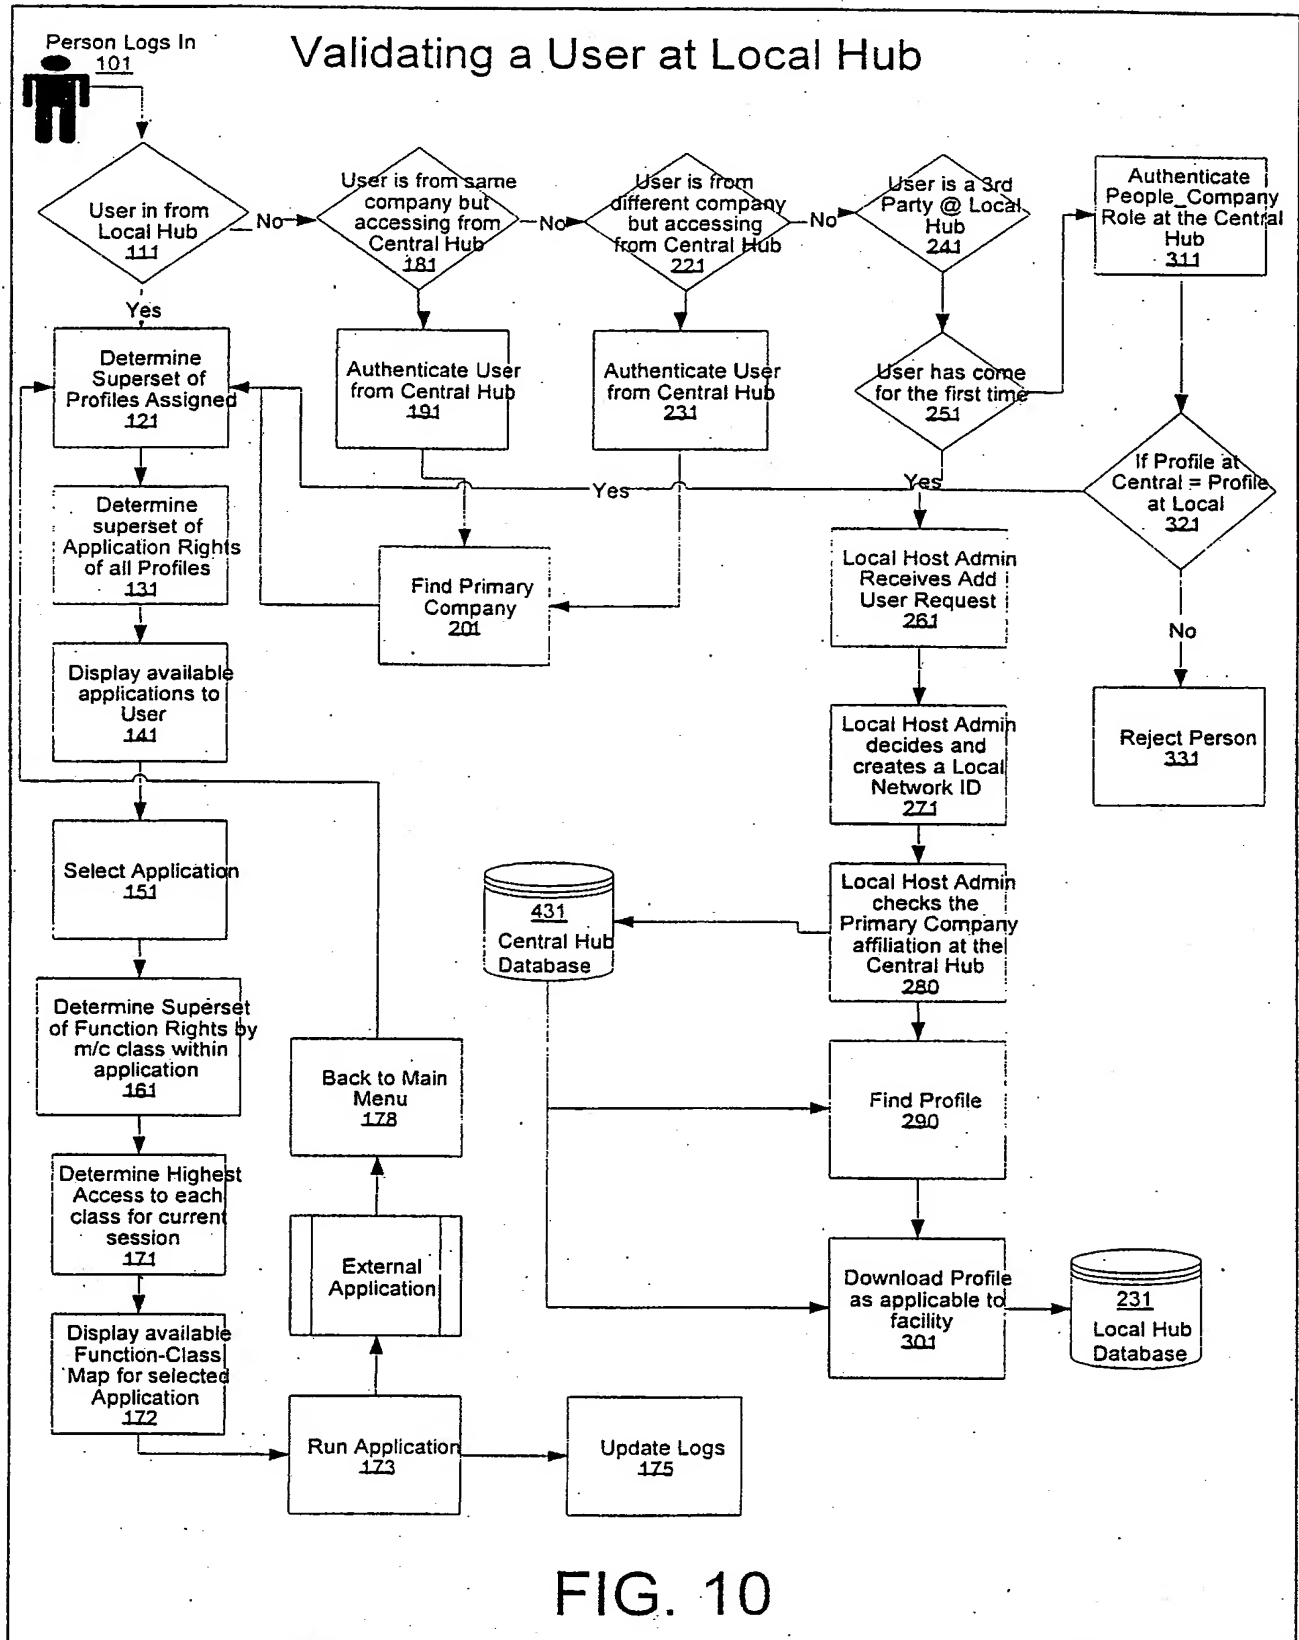 Person Logs In
101
Validating a User at Local Hub
User in from
Local Hub
111
No
User is from same
company but
accessing from
Central Hub
181
No
User is from
different company
but accessing
from Central Hub
221
No
User is a 3rd
Party @ Local
Hub
241
Authenticate
People_Company
Role at the Central
Hub
311
Yes
Determine
Superset of
Profiles Assigned
121
Authenticate User
from Central Hub
191
Authenticate User
from Central Hub
231
User has come
for the first time
251
If Profile at
Central = Profile
at Local
321
Yes
Yes
Determine
superset of
Application Rights
of all Profiles
131
Find Primary
Company
201
Local Host Admin
Receives Add
User Request
261
No
Display available
applications to
User
141
Local Host Admin
decides and
creates a Local
Network ID
271
Reject Person
331
Select Application
151
431
Central Hub
Database
Local Host Admin
checks the
Primary Company
affiliation at the
Central Hub
280
Determine Superset
of Function Rights by
m/c class within
application
161
Back to Main
Menu
178
Find Profile
290
Determine Highest
Access to each
class for current
session
171
External
Application
Download Profile
as applicable to
facility
301
231
Local Hub
Database
Display available
Function-Class
Map for selected
Application
172
Run Application
173
Update Logs
175
FIG. 10